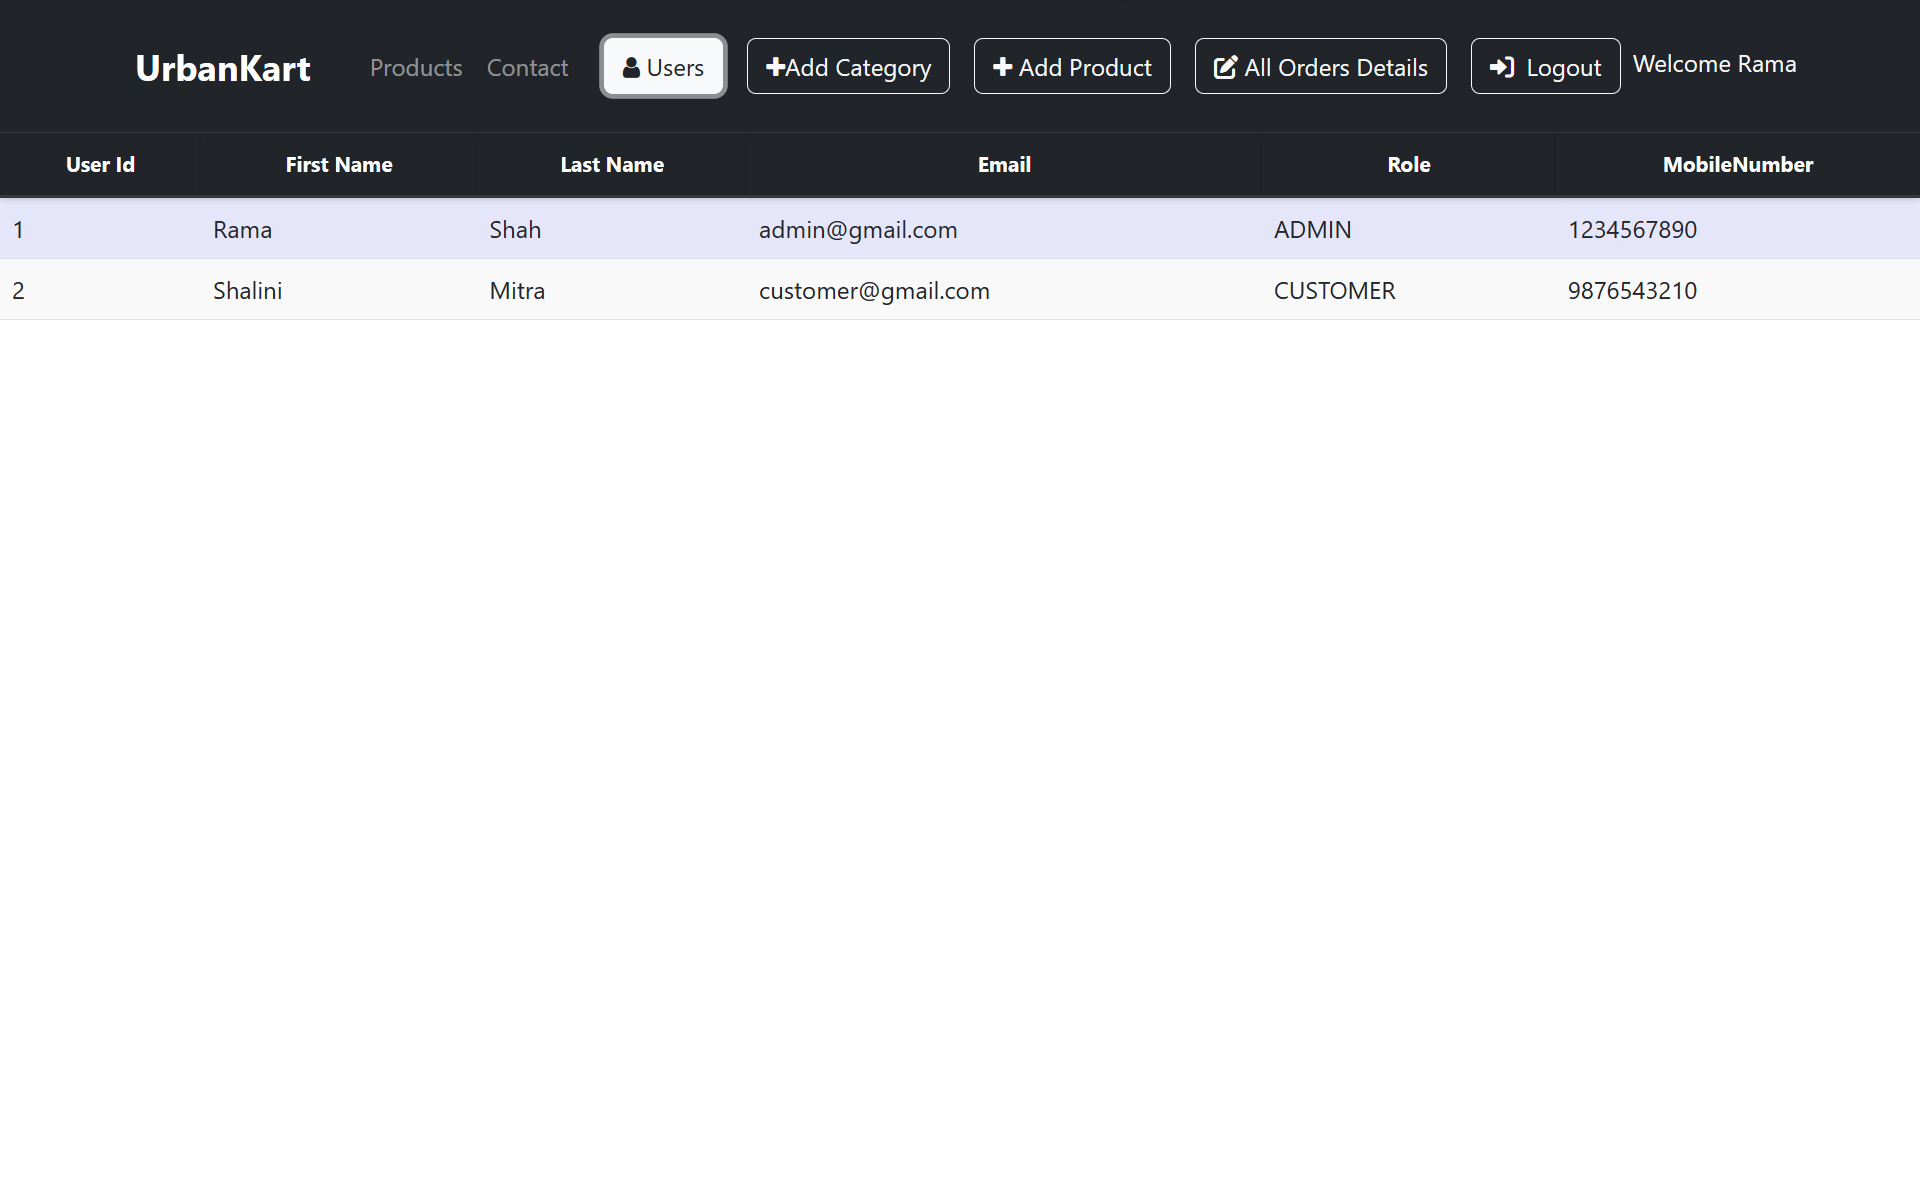 UrbanKart Products Contact Users Add Category Add Product All Orders Details Logout Welcome Rama
User Id First Name Last Name Email Role MobileNumber
1 Rama Shah admin@gmail.com ADMIN 1234567890
2 Shalini Mitra customer@gmail.com CUSTOMER 9876543210